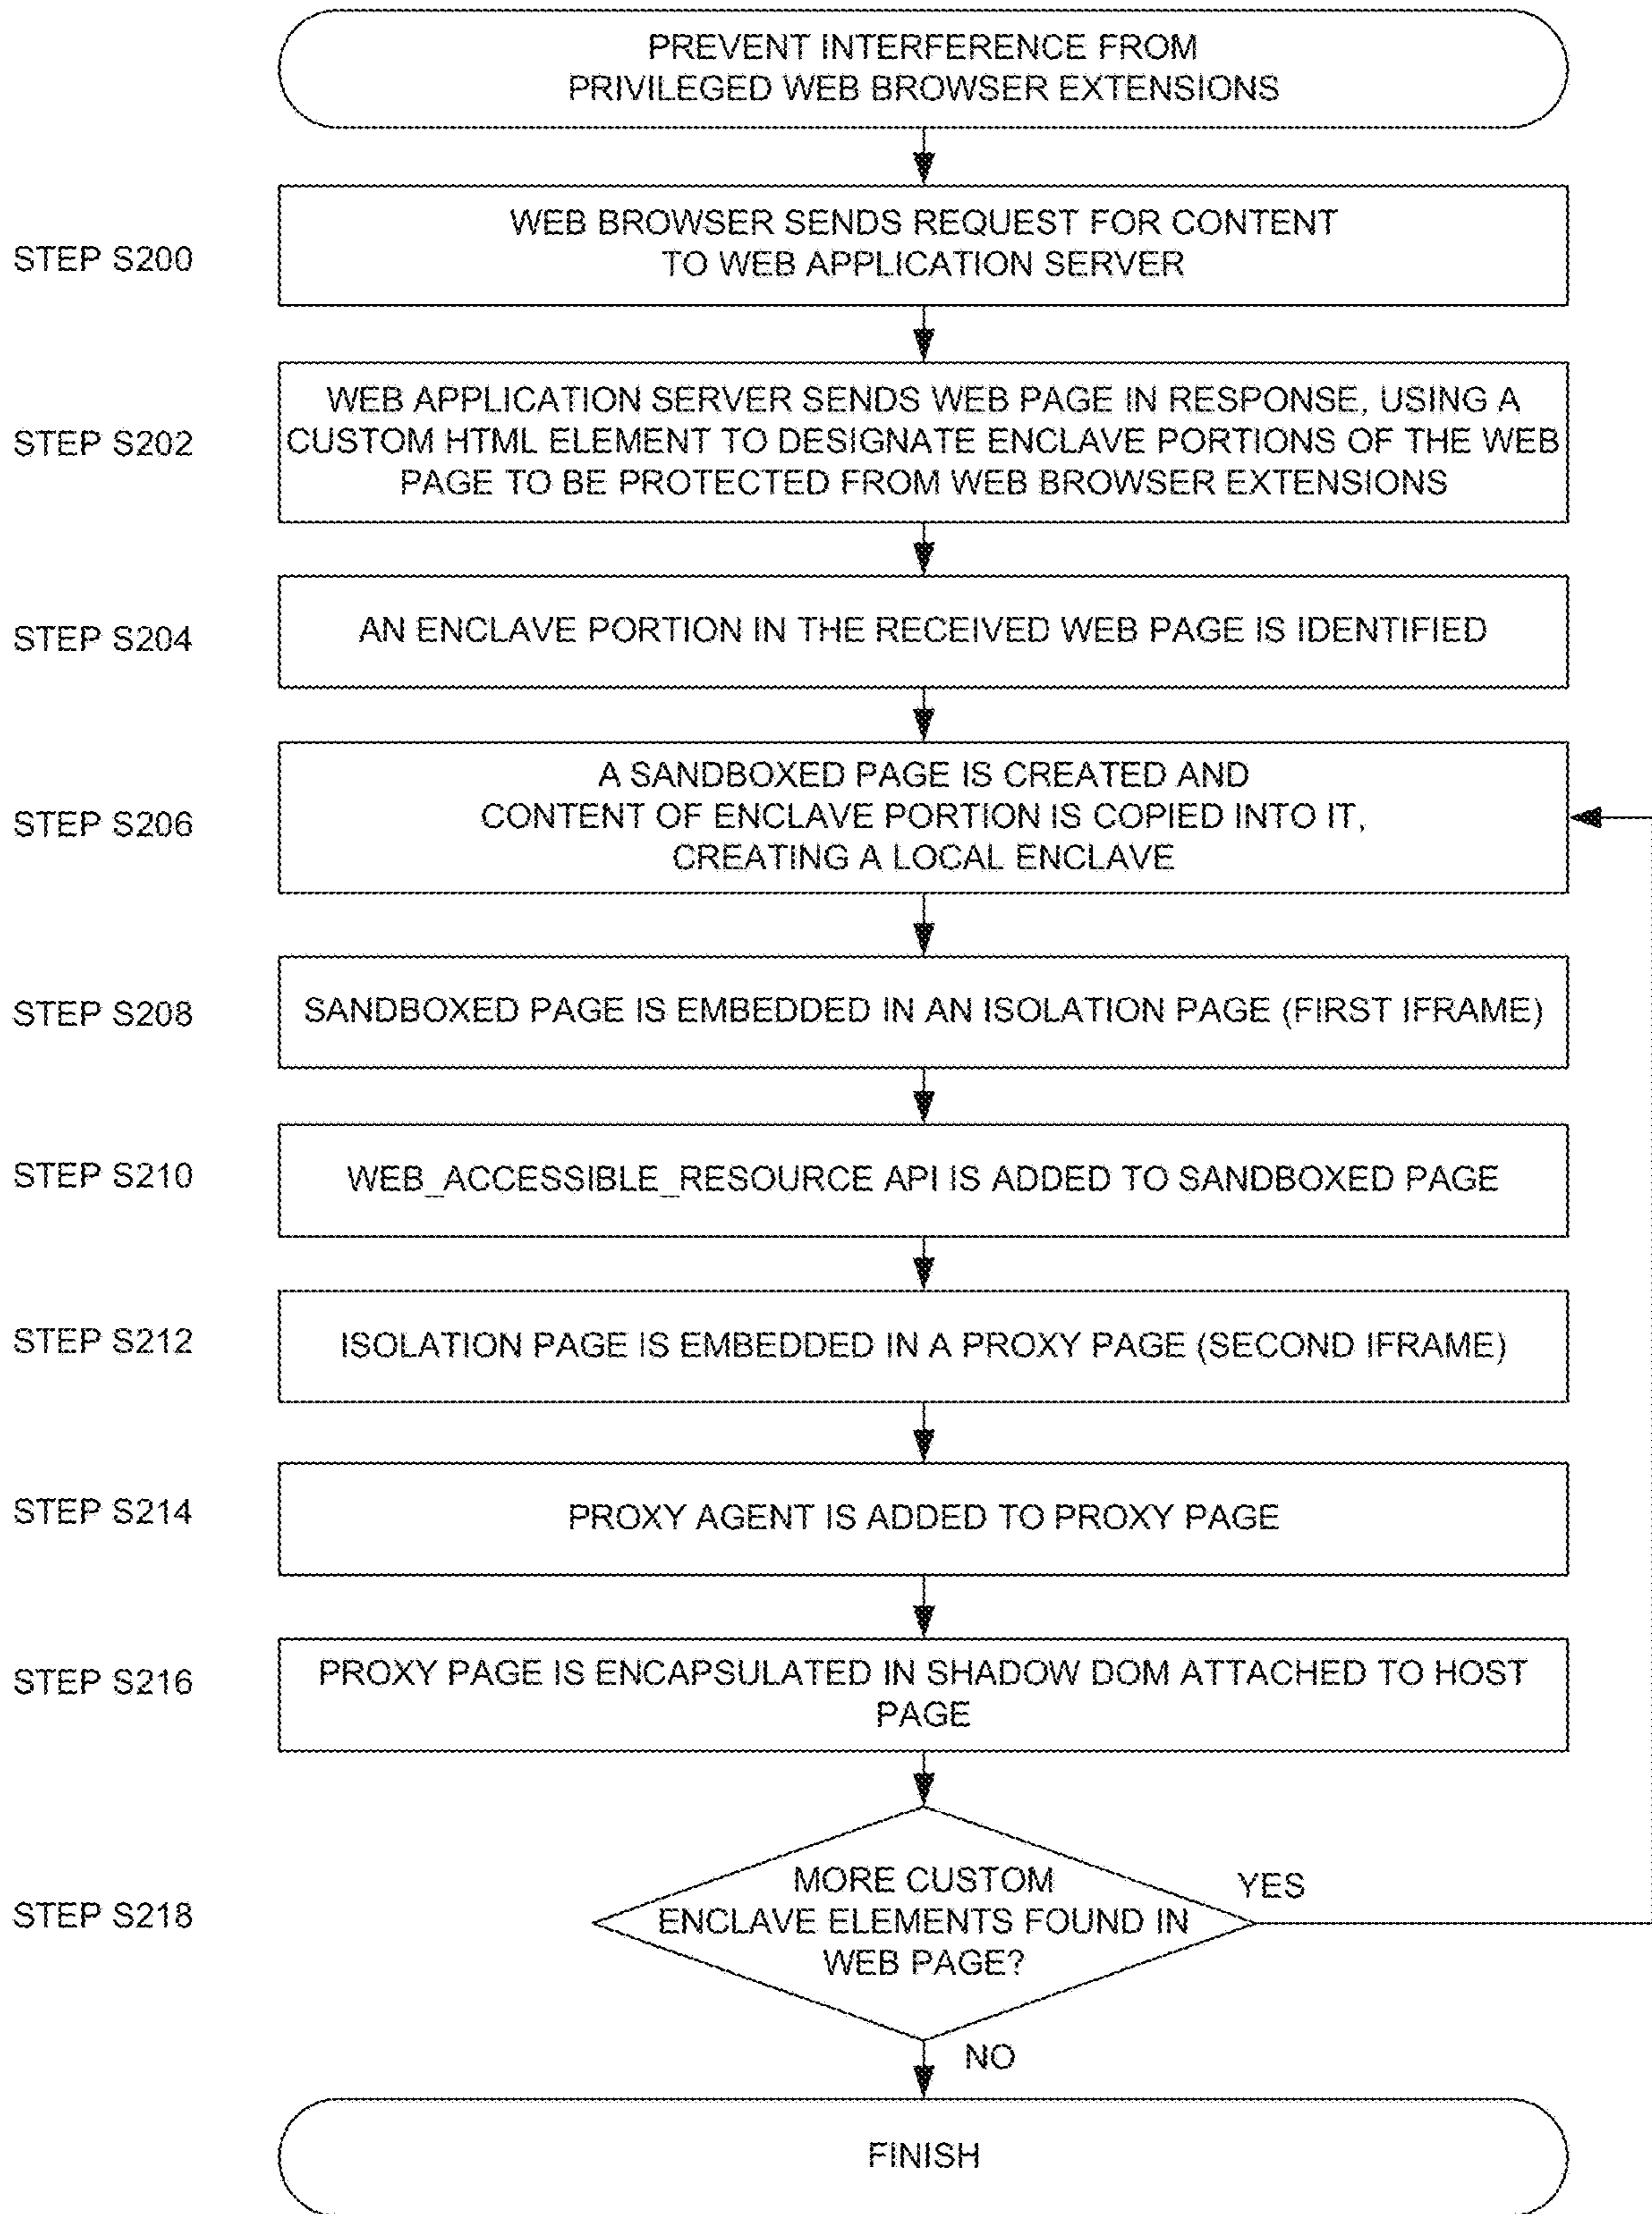 PREVENT INTERFERENCE FROM
PRIVILEGED WEB BROWSER EXTENSIONS
STEP S200
WEB BROWSER SENDS REQUEST FOR CONTENT
TO WEB APPLICATION SERVER
STEP S202
WEB APPLICATION SERVER SENDS WEB PAGE IN RESPONSE, USING A
CUSTOM HTML ELEMENT TO DESIGNATE ENCLAVE PORTIONS OF THE WEB
PAGE TO BE PROTECTED FROM WEB BROWSER EXTENSIONS
STEP S204
AN ENCLAVE PORTION IN THE RECEIVED WEB PAGE IS IDENTIFIED
STEP S206
A SANDBOXED PAGE IS CREATED AND
CONTENT OF ENCLAVE PORTION IS COPIED INTO IT,
CREATING A LOCAL ENCLAVE
STEP S208
SANDBOXED PAGE IS EMBEDDED IN AN ISOLATION PAGE (FIRST IFRAME)
STEP S210
WEB_ACCESSIBLE_RESOURCE API IS ADDED TO SANDBOXED PAGE
STEP S212
ISOLATION PAGE IS EMBEDDED IN A PROXY PAGE (SECOND IFRAME)
STEP S214
PROXY AGENT IS ADDED TO PROXY PAGE
STEP S216
PROXY PAGE IS ENCAPSULATED IN SHADOW DOM ATTACHED TO HOST
PAGE
STEP S218
MORE CUSTOM
ENCLAVE ELEMENTS FOUND IN
WEB PAGE?
YES
NO
FINISH